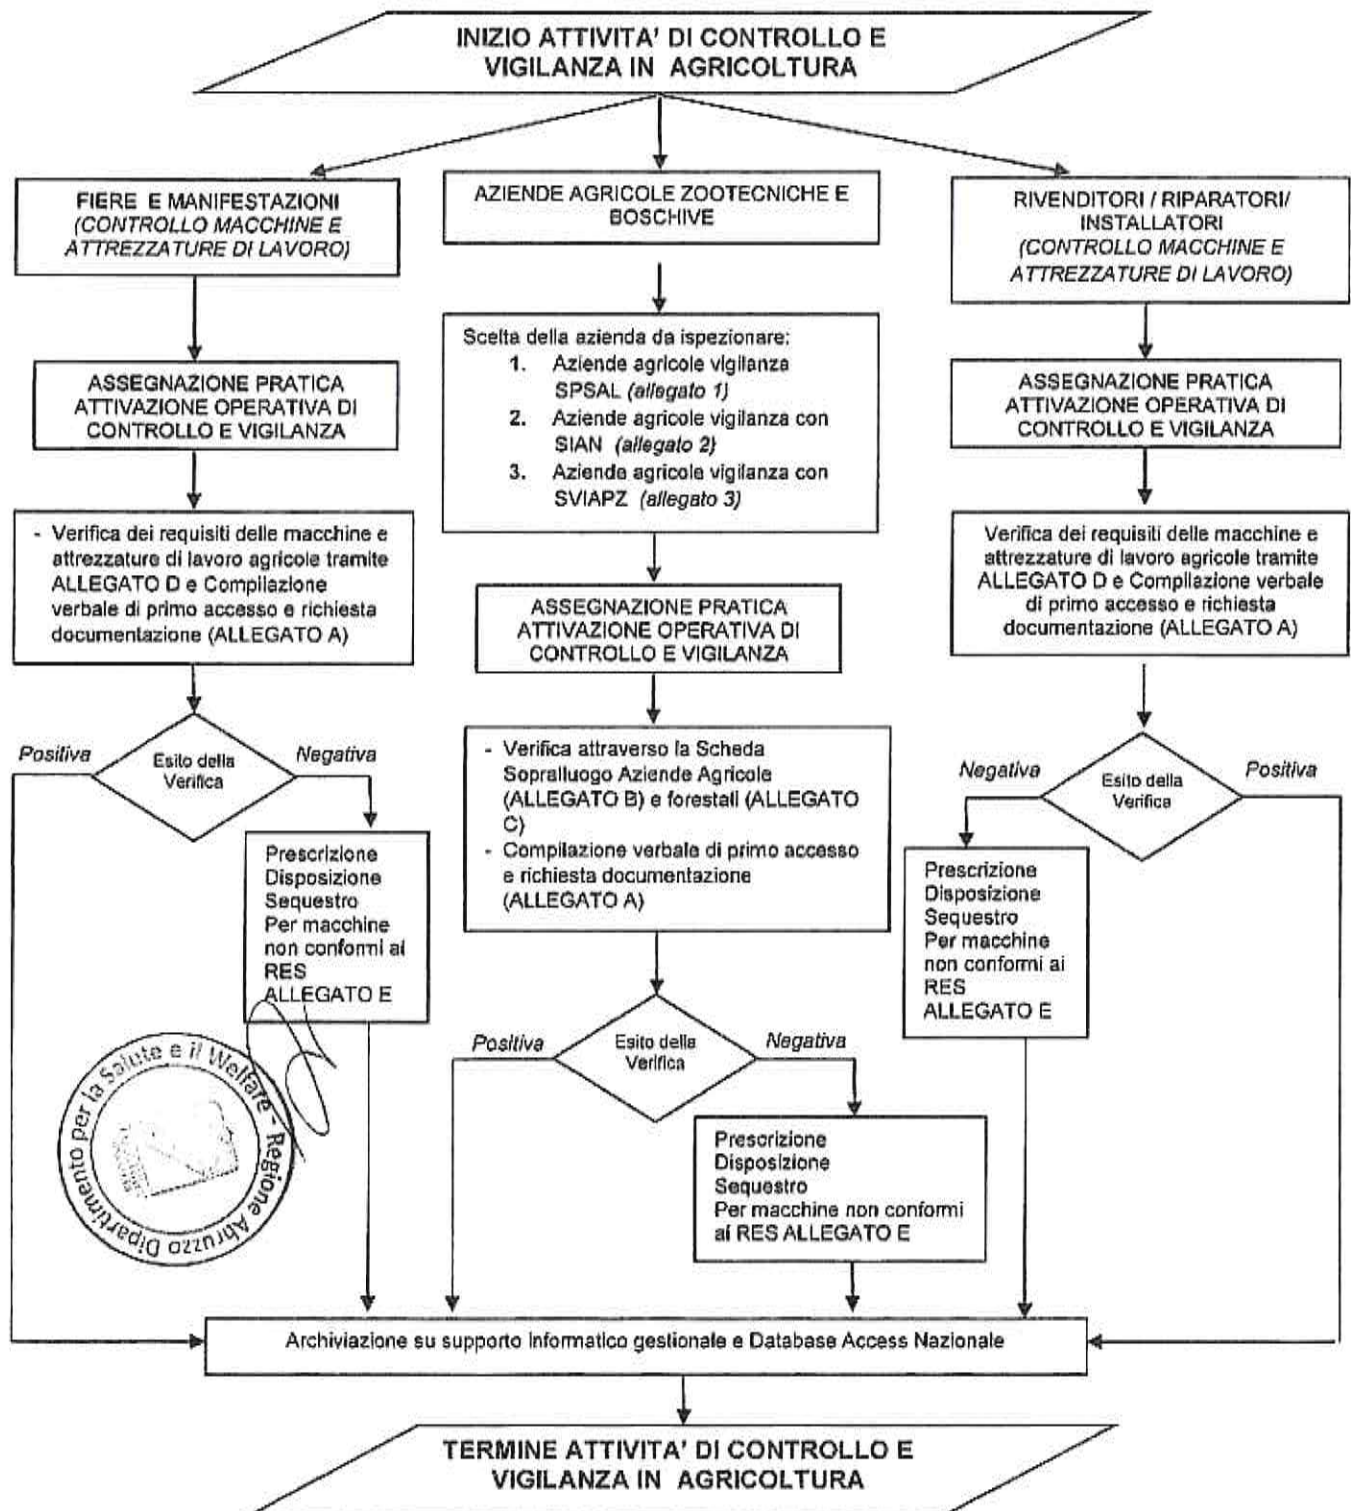 INIZIO ATTIVITA' DI CONTROLLO E
VIGILANZA IN AGRICOLTURA
FIERE E MANIFESTAZIONI
(CONTROLLO MACCHINE E
ATTREZZATURE DI LAVORO)
AZIENDE AGRICOLE ZOOTECNICHE E
BOSCHIVE
RIVENDITORI / RIPARATORI/
INSTALLATORI
(CONTROLLO MACCHINE E
ATTREZZATURE DI LAVORO)
ASSEGNAZIONE PRATICA
ATTIVAZIONE OPERATIVA DI
CONTROLLO E VIGILANZA
Scelta della azienda da ispezionare:
1. Aziende agricole vigilanza
SPSAL (allegato 1)
2. Aziende agricole vigilanza con
SIAN (allegato 2)
3. Aziende agricole vigilanza con
SVIAPZ (allegato 3)
ASSEGNAZIONE PRATICA
ATTIVAZIONE OPERATIVA DI
CONTROLLO E VIGILANZA
- Verifica dei requisiti delle macchine e
attrezzature di lavoro agricole tramite
ALLEGATO D e Compilazione
verbale di primo accesso e richiesta
documentazione (ALLEGATO A)
ASSEGNAZIONE PRATICA
ATTIVAZIONE OPERATIVA DI
CONTROLLO E VIGILANZA
Verifica dei requisiti delle macchine e
attrezzature di lavoro agricole tramite
ALLEGATO D e Compilazione verbale
di primo accesso e richiesta
documentazione (ALLEGATO A)
Positiva
Esito della
Verifica
Negativa
- Verifica attraverso la Scheda
Sopralluogo Aziende Agricole
(ALLEGATO B) e forestali (ALLEGATO
C)
- Compilazione verbale di primo accesso
e richiesta documentazione
(ALLEGATO A)
Negativa
Esito della
Verifica
Positiva
Prescrizione
Disposizione
Sequestro
Per macchine
non conformi ai
RES
ALLEGATO E
Prescrizione
Disposizione
Sequestro
Per macchine
non conformi ai
RES
ALLEGATO E
Positiva
Esito della
Verifica
Negativa
Prescrizione
Disposizione
Sequestro
Per macchine non conformi
ai RES ALLEGATO E
Dipartimento per la Salute e il Welfare - Regione Abruzzo
Archiviazione su supporto informatico gestionale e Database Access Nazionale
TERMINE ATTIVITA' DI CONTROLLO E
VIGILANZA IN AGRICOLTURA